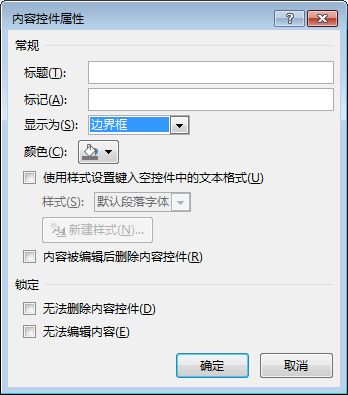 内容控件属性
常规
标题(T):
标记(A):
显示为(S): 边界框
颜色(C):
使用样式设置键入空控件中的文本格式(U)
样式(S): 默认段落字体
新建样式(N)...
内容被编辑后删除内容控件(R)
锁定
无法删除内容控件(D)
无法编辑内容(E)
确定 取消